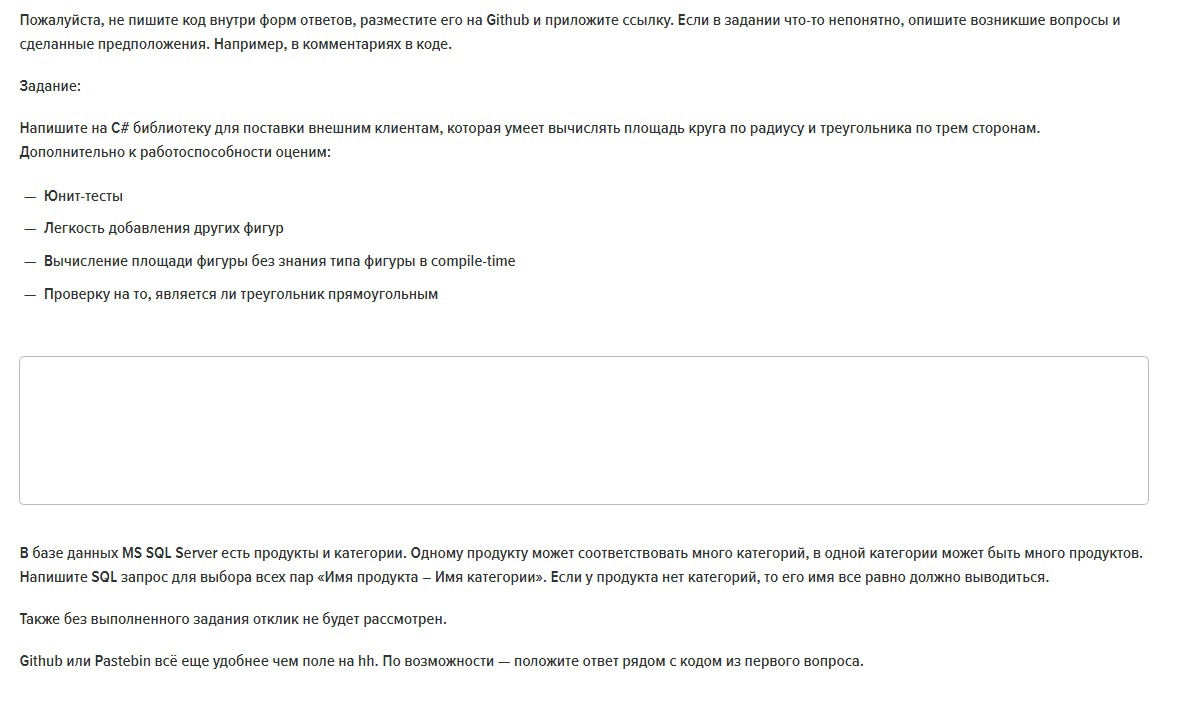 Пожалуйста, не пишите код внутри форм ответов, разместите его на Github и приложите ссылку. Если в задании что-то непонятно, опишите возникшие вопросы и
сделанные предположения. Например, в комментариях в коде.
Задание:
Напишите на C# библиотеку для поставки внешним клиентам, которая умеет вычислять площадь круга по радиусу и треугольника по трем сторонам.
Дополнительно к работоспособности оценим:
— Юнит-тесты
— Легкость добавления других фигур
— Вычисление площади фигуры без знания типа фигуры в compile-time
— Проверку на то, является ли треугольник прямоугольным
В базе данных MS SQL Server есть продукты и категории. Одному продукту может соответствовать много категорий, в одной категории может быть много продуктов.
Напишите SQL запрос для выбора всех пар «Имя продукта – Имя категории». Если у продукта нет категорий, то его имя все равно должно выводиться.
Также без выполненного задания отклик не будет рассмотрен.
Github или Pastebin всё еще удобнее чем поле на hh. По возможности — положите ответ рядом с кодом из первого вопроса.